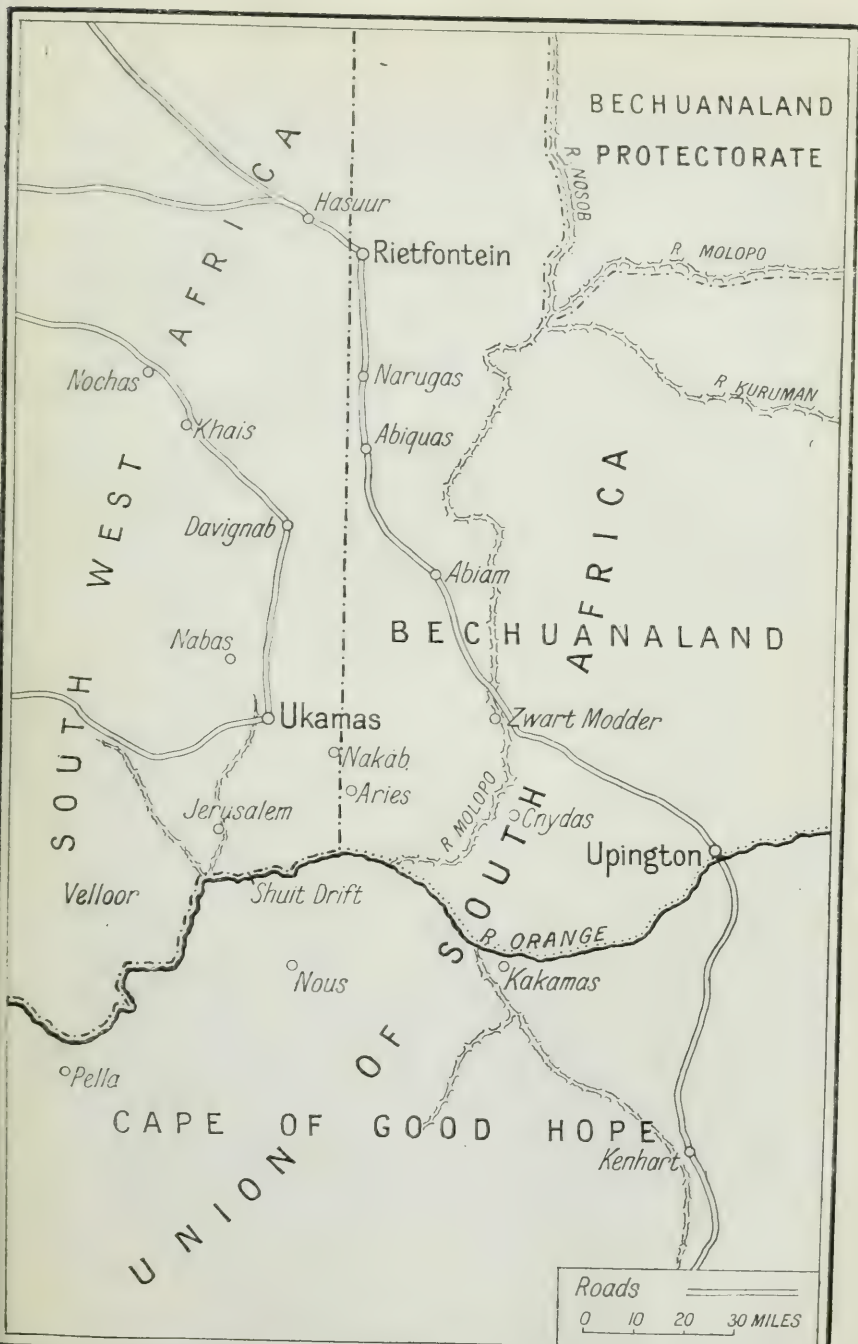 BECHUANALAND
PROTECTORATE
R. NOSOB
R. MOLOPO
R. KURUMAN
Hasuur
Rietfontein
Nochas
Narugas
Khais
Abiquas
Davignab
Abiam
BECHUANALAND
Nabas
Ukamas
Zwart Modder
Nakab
Aries
R. MOLOPO
Cnydas
Jerusalem
Upington
Velloor
Shuit Drift
R. ORANGE
Nous
Kakamas
Pella
CAPE OF GOOD HOPE
Kenhart
SOUTH WEST AFRICA
UNION OF SOUTH AFRICA
Roads
0 10 20 30 MILES